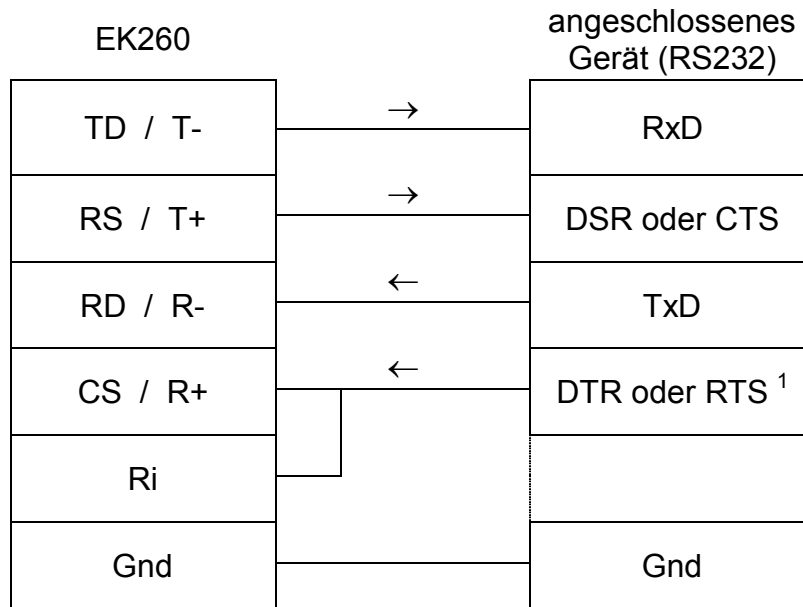 EK260
angeschlossenes
Gerät (RS232)
TD / T-
→
RxD
RS / T+
→
DSR oder CTS
RD / R-
←
TxD
CS / R+
←
DTR oder RTS ¹
Ri
Gnd
Gnd